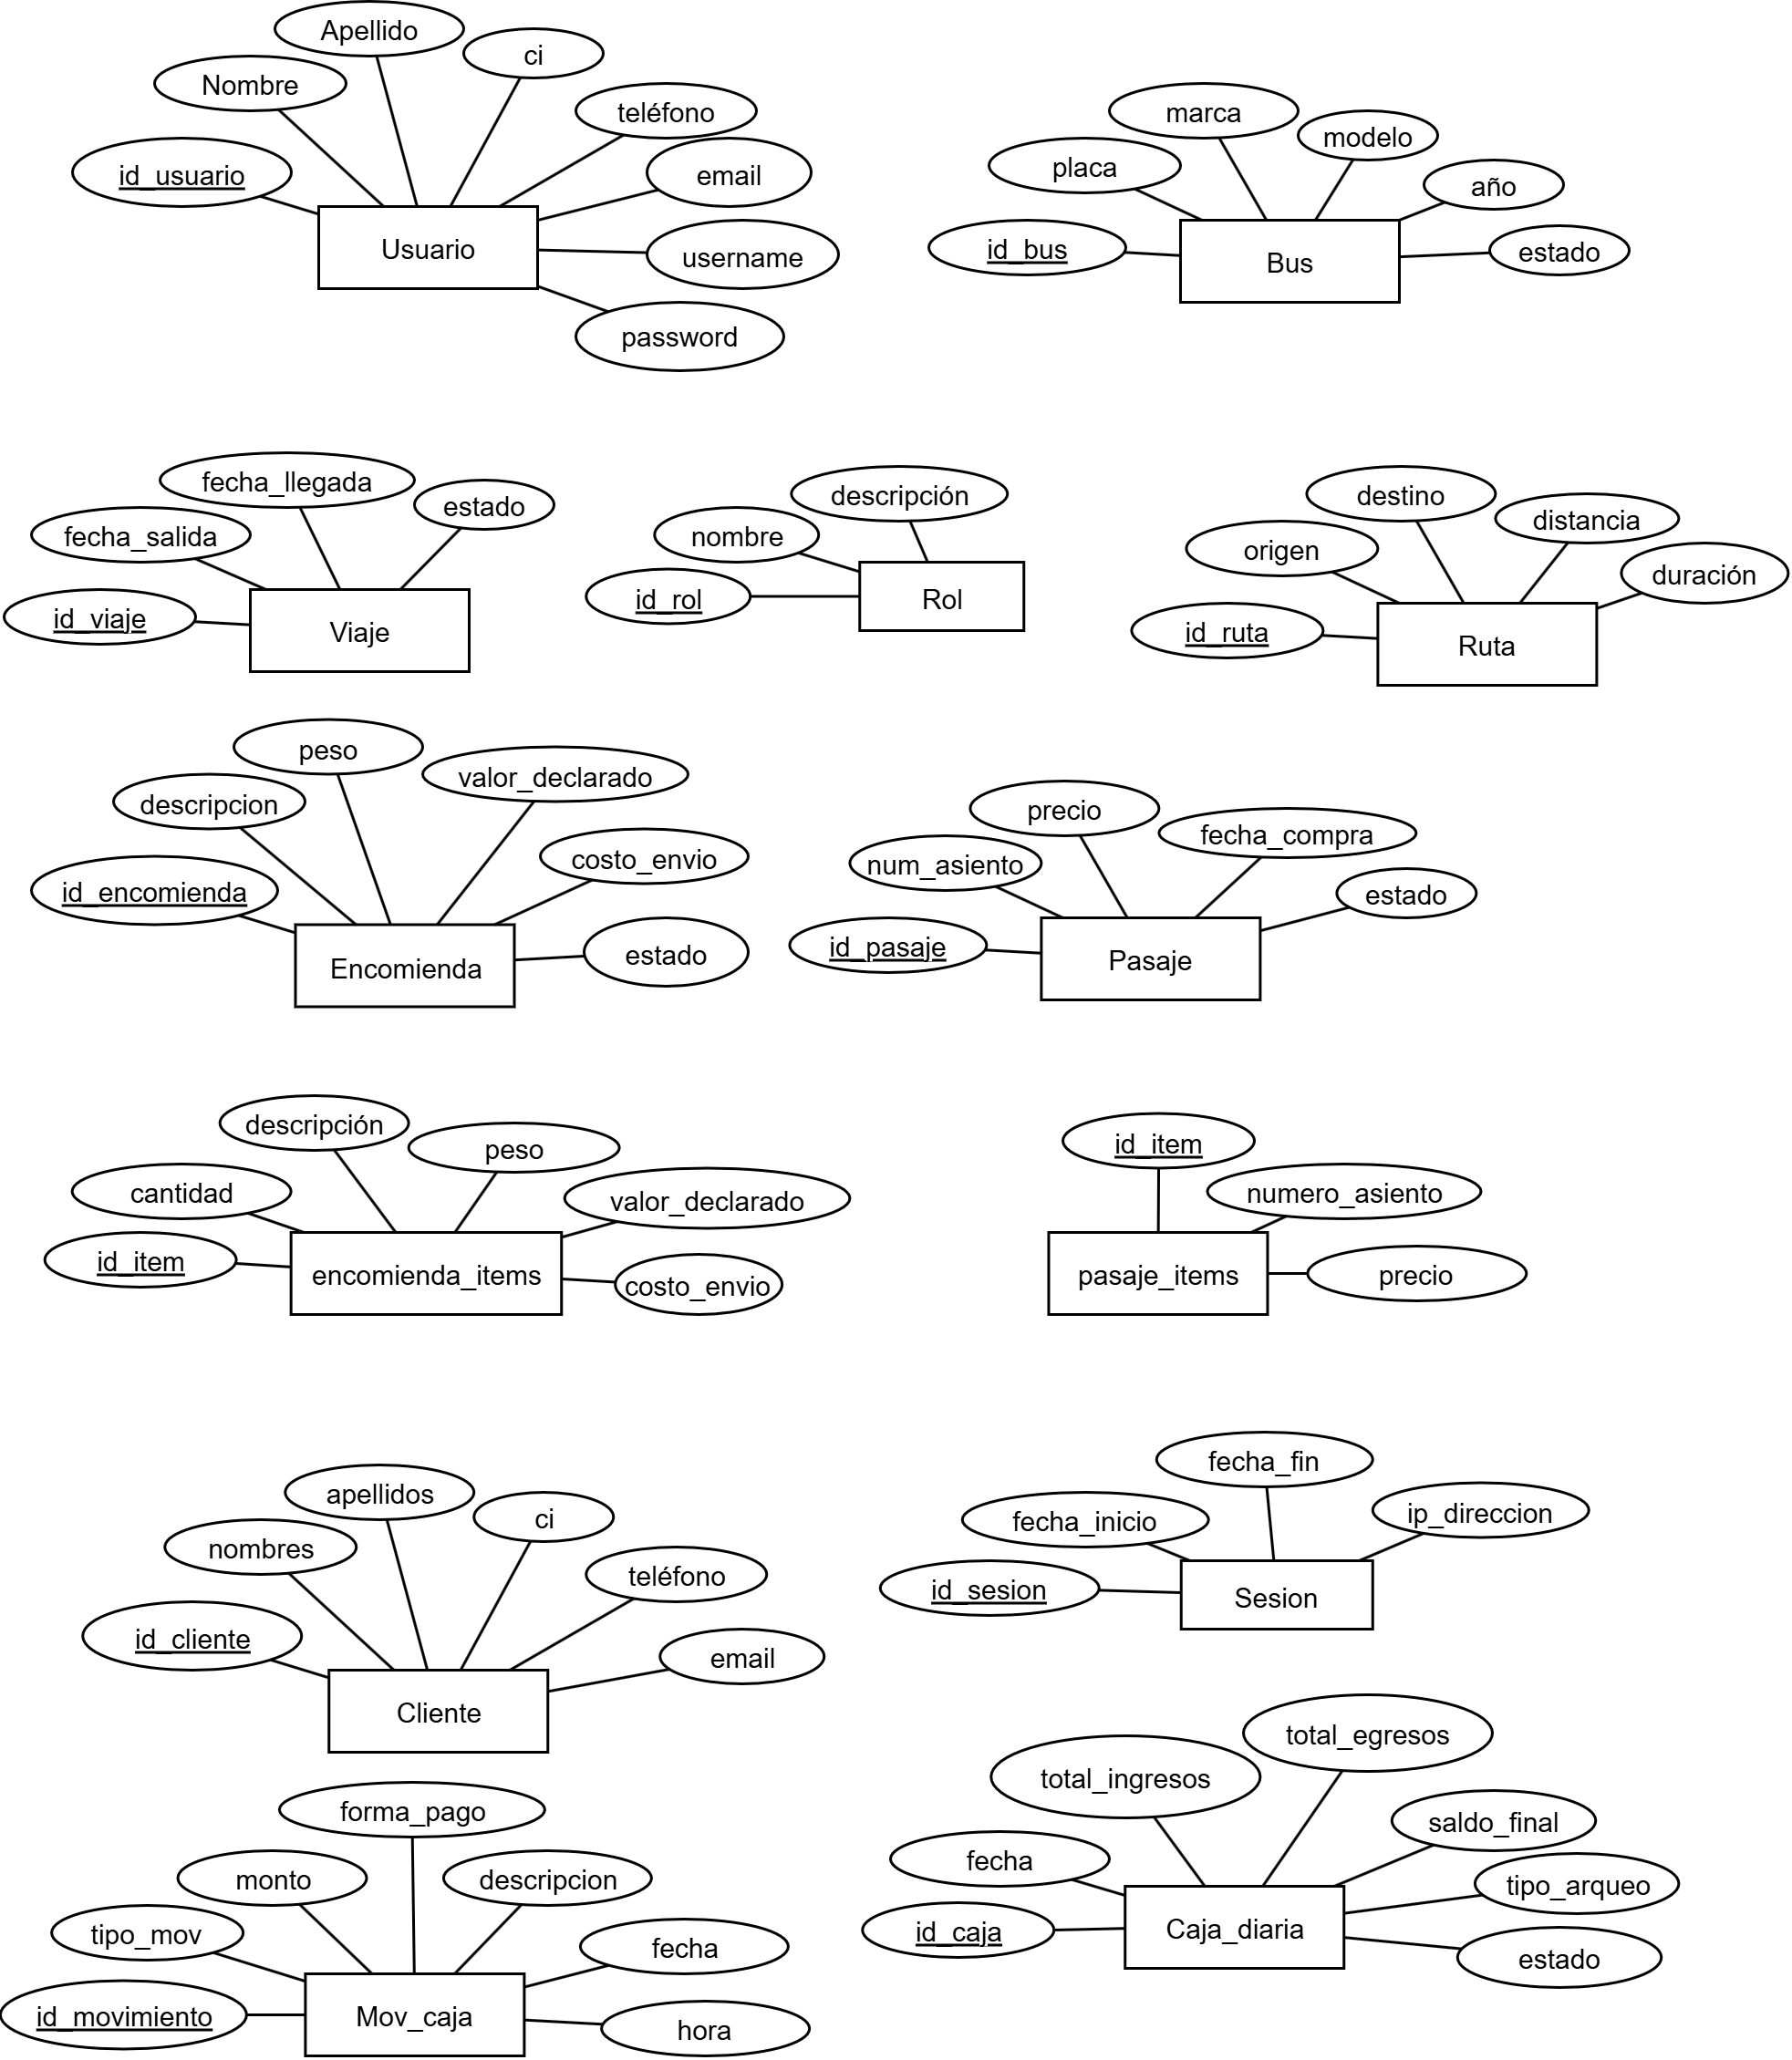 Apellido
ci
Nombre
teléfono
id_usuario
email
Usuario
username
password
marca
modelo
placa
año
id_bus
estado
Bus
fecha_llegada
estado
fecha_salida
id_viaje
Viaje
descripción
nombre
id_rol
Rol
destino
distancia
origen
duración
id_ruta
Ruta
peso
valor_declarado
descripcion
costo_envio
id_encomienda
estado
Encomienda
precio
fecha_compra
num_asiento
estado
id_pasaje
Pasaje
descripción
peso
cantidad
valor_declarado
id_item
encomienda_items
costo_envio
id_item
numero_asiento
pasaje_items
precio
apellidos
ci
nombres
teléfono
id_cliente
email
Cliente
fecha_fin
ip_direccion
fecha_inicio
id_sesion
Sesion
forma_pago
monto
descripcion
tipo_mov
fecha
id_movimiento
Mov_caja
hora
total_egresos
total_ingresos
saldo_final
fecha
tipo_arqueo
id_caja
Caja_diaria
estado